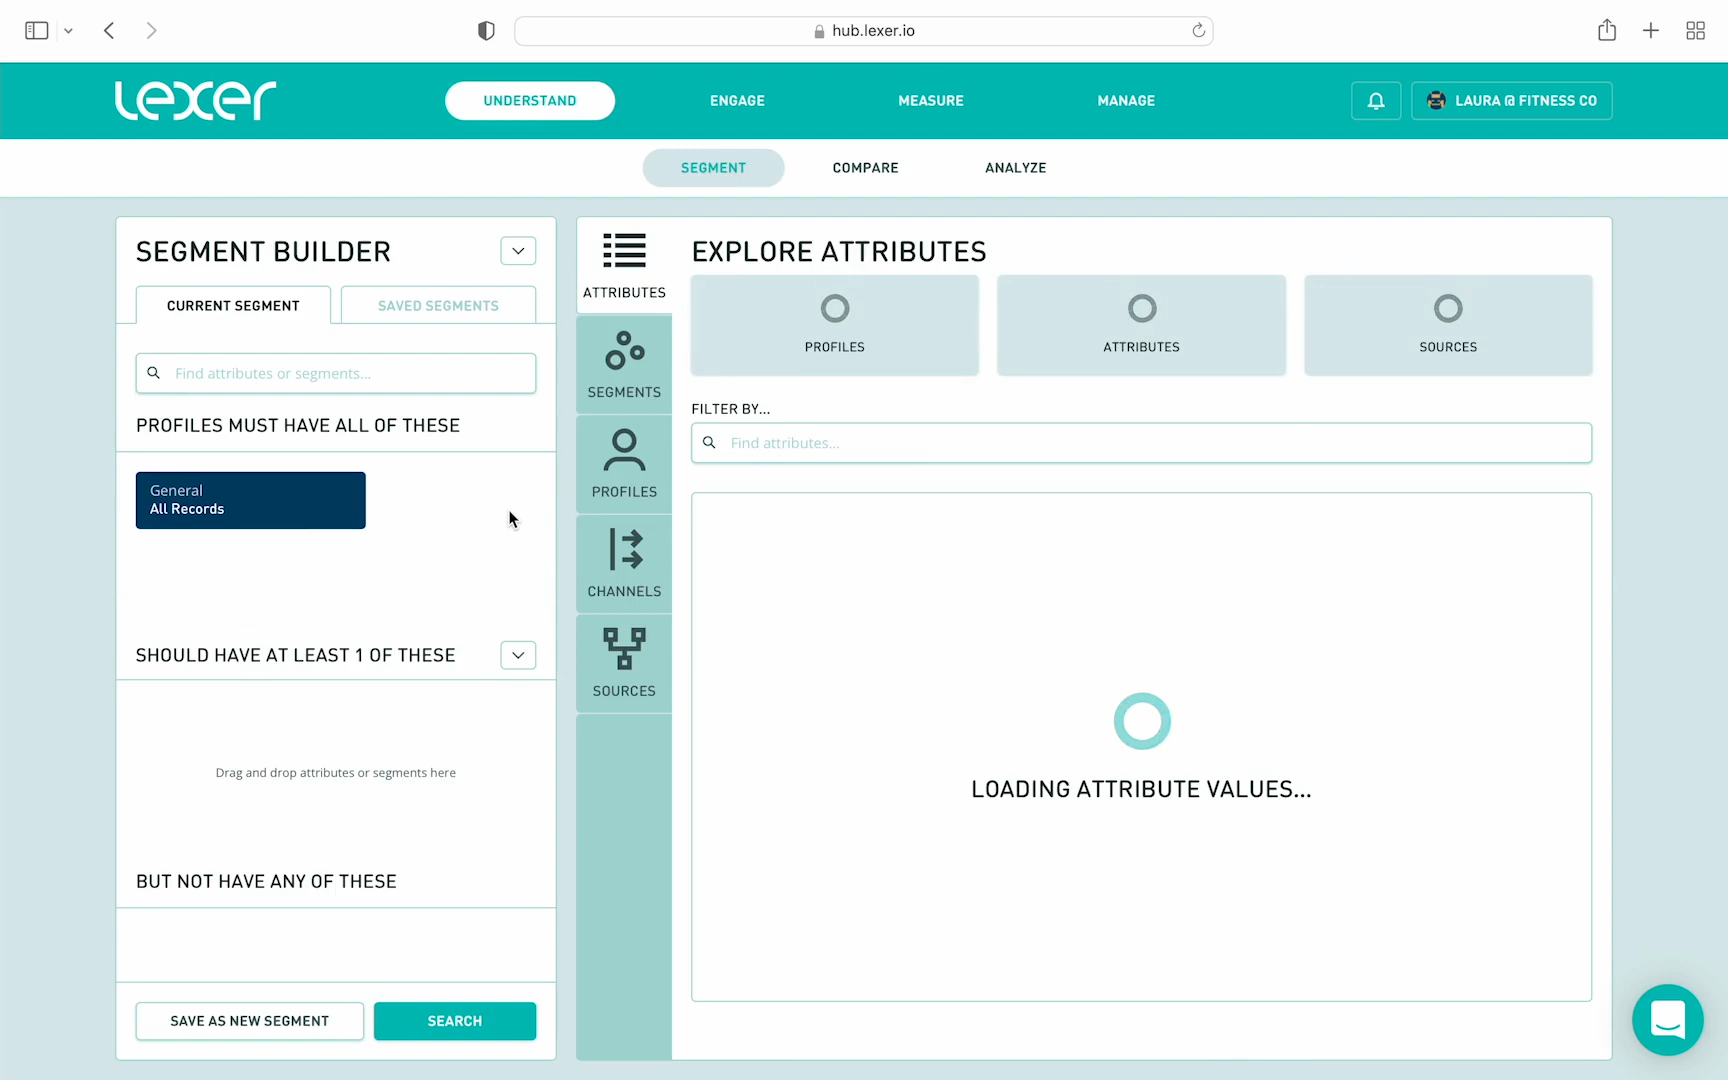 hub.lexer.io
lexer
UNDERSTAND
ENGAGE
MEASURE
MANAGE
LAURA @ FITNESS CO
SEGMENT
COMPARE
ANALYZE
SEGMENT BUILDER
CURRENT SEGMENT
SAVED SEGMENTS
Find attributes or segments...
PROFILES MUST HAVE ALL OF THESE
General
All Records
SHOULD HAVE AT LEAST 1 OF THESE
Drag and drop attributes or segments here
BUT NOT HAVE ANY OF THESE
SAVE AS NEW SEGMENT
SEARCH
ATTRIBUTES
SEGMENTS
PROFILES
CHANNELS
SOURCES
EXPLORE ATTRIBUTES
PROFILES
ATTRIBUTES
SOURCES
FILTER BY...
Find attributes...
LOADING ATTRIBUTE VALUES...